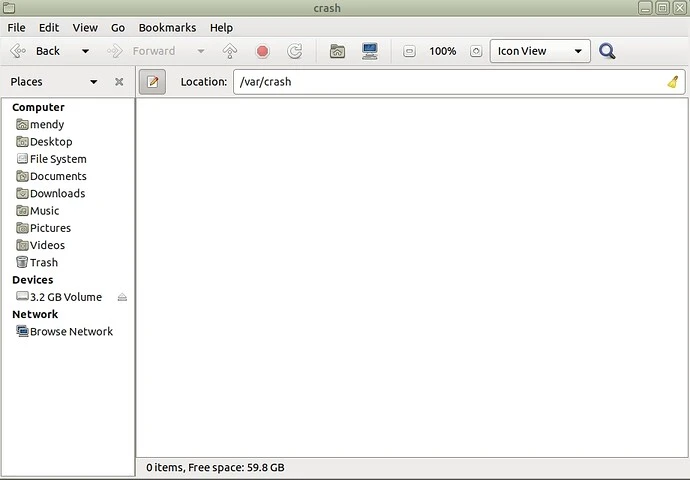 crash
File Edit View Go Bookmarks Help
Back Forward 100% Icon View
Places Location: /var/crash
Computer
mendy
Desktop
File System
Documents
Downloads
Music
Pictures
Videos
Trash
Devices
3.2 GB Volume
Network
Browse Network
0 items, Free space: 59.8 GB